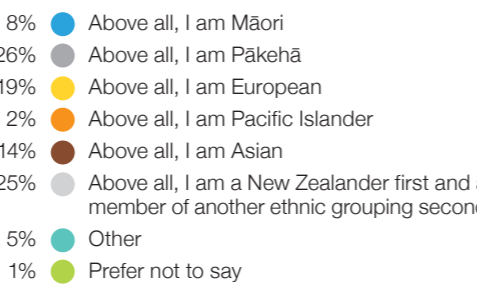 8% Above all, I am Māori
26% Above all, I am Pākehā
19% Above all, I am European
2% Above all, I am Pacific Islander
14% Above all, I am Asian
25% Above all, I am a New Zealander first and
member of another ethnic grouping
5% Other
1% Prefer not to say